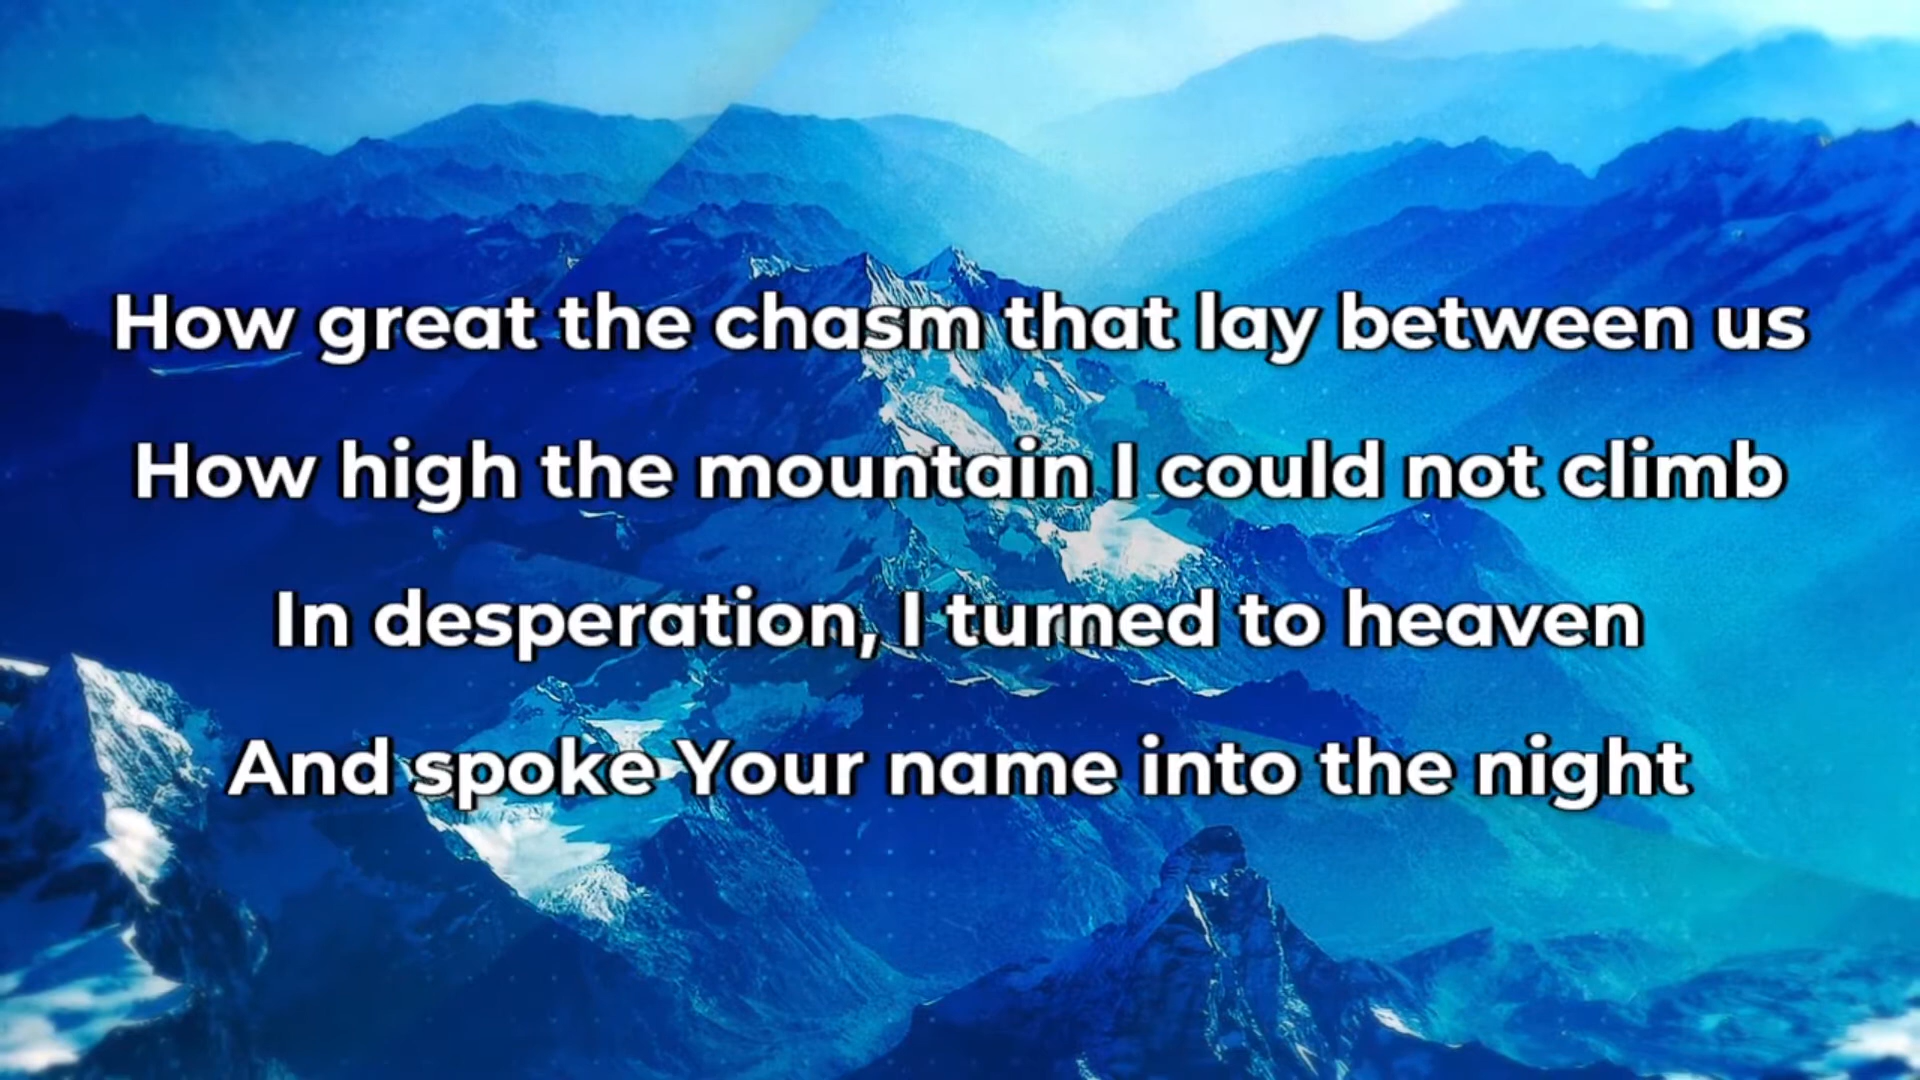 How great the chasm that lay between us
How high the mountain I could not climb
In desperation, I turned to heaven
And spoke Your name into the night